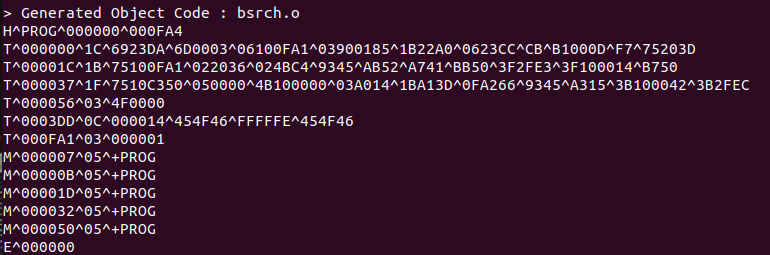 > Generated Object Code : bsrch.o
H^PROG^000000^000FA4
T^000000^1C^6923DA^6D0003^06100FA1^03900185^1B22A0^0623CC^CB^B1000D^F7^75203D
T^00001C^1B^75100FA1^022036^024BC4^9345^AB52^A741^BB50^3F2FE3^3F100014^B750
T^000037^1F^7510C350^050000^4B100000^03A014^1BA13D^0FA266^9345^A315^3B100042^3B2FEC
T^000056^03^4F0000
T^0003DD^0C^000014^454F46^FFFFFE^454F46
T^000FA1^03^000001
M^000007^05^+PROG
M^00000B^05^+PROG
M^00001D^05^+PROG
M^000032^05^+PROG
M^000050^05^+PROG
E^000000